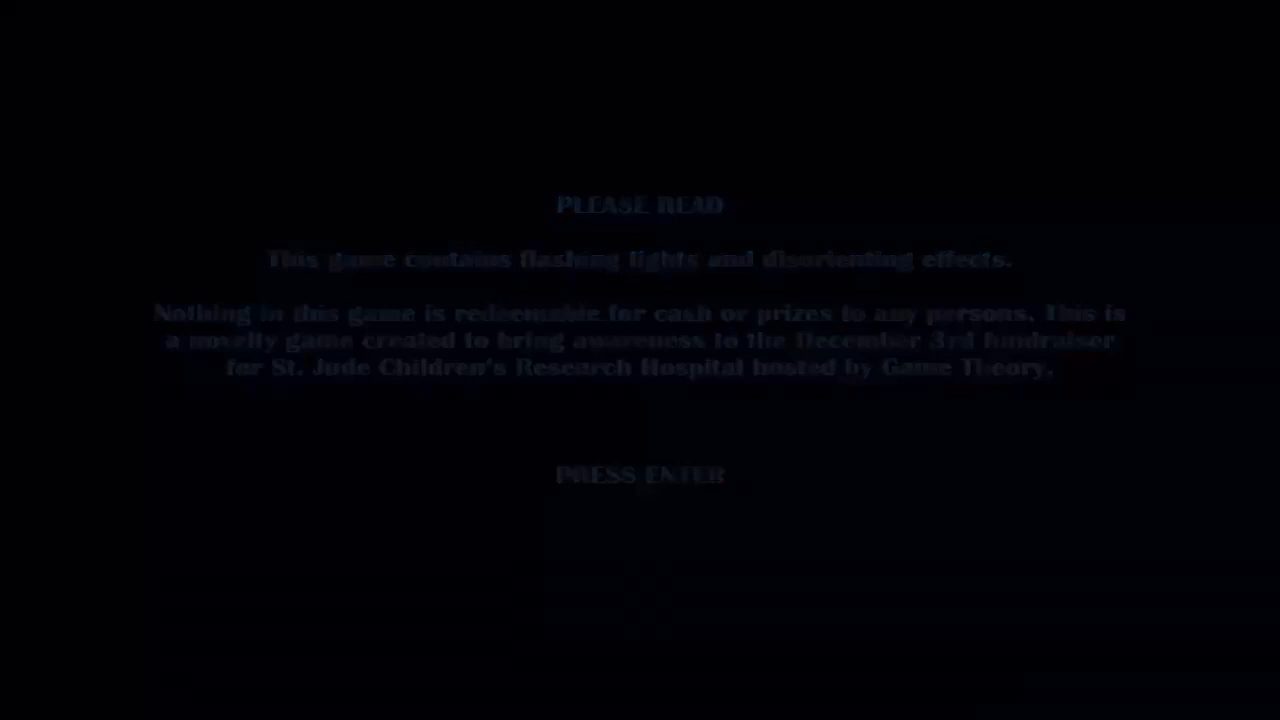 PLEASE READ
This game contains flashing lights and disorienting effects.
Nothing in this game is redeemable for cash or prizes to any persons. This is
a novelty game created to bring awareness to the December 3rd fundraiser
for St. Jude Children's Research Hospital hosted by Game Theory.
PRESS ENTER